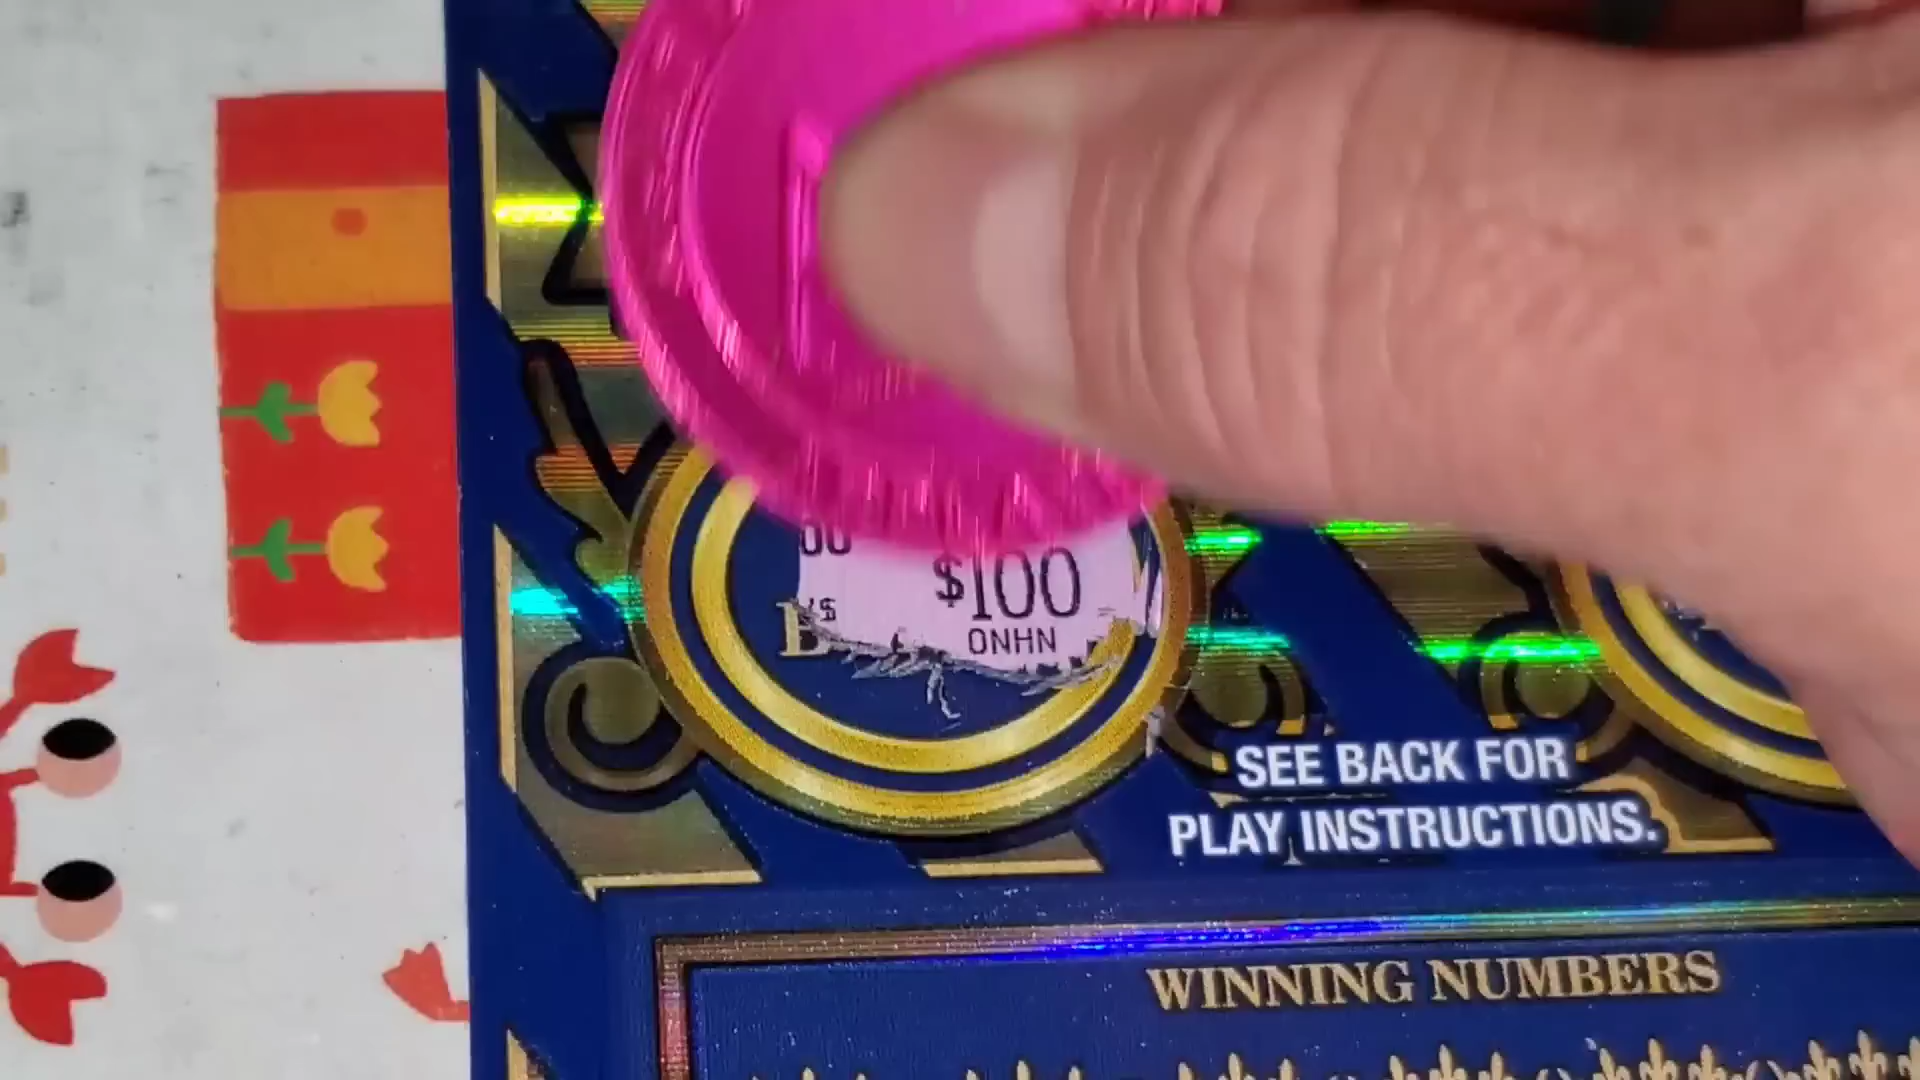 $100
ONHN
SEE BACK FOR
PLAY INSTRUCTIONS.
WINNING NUMBERS